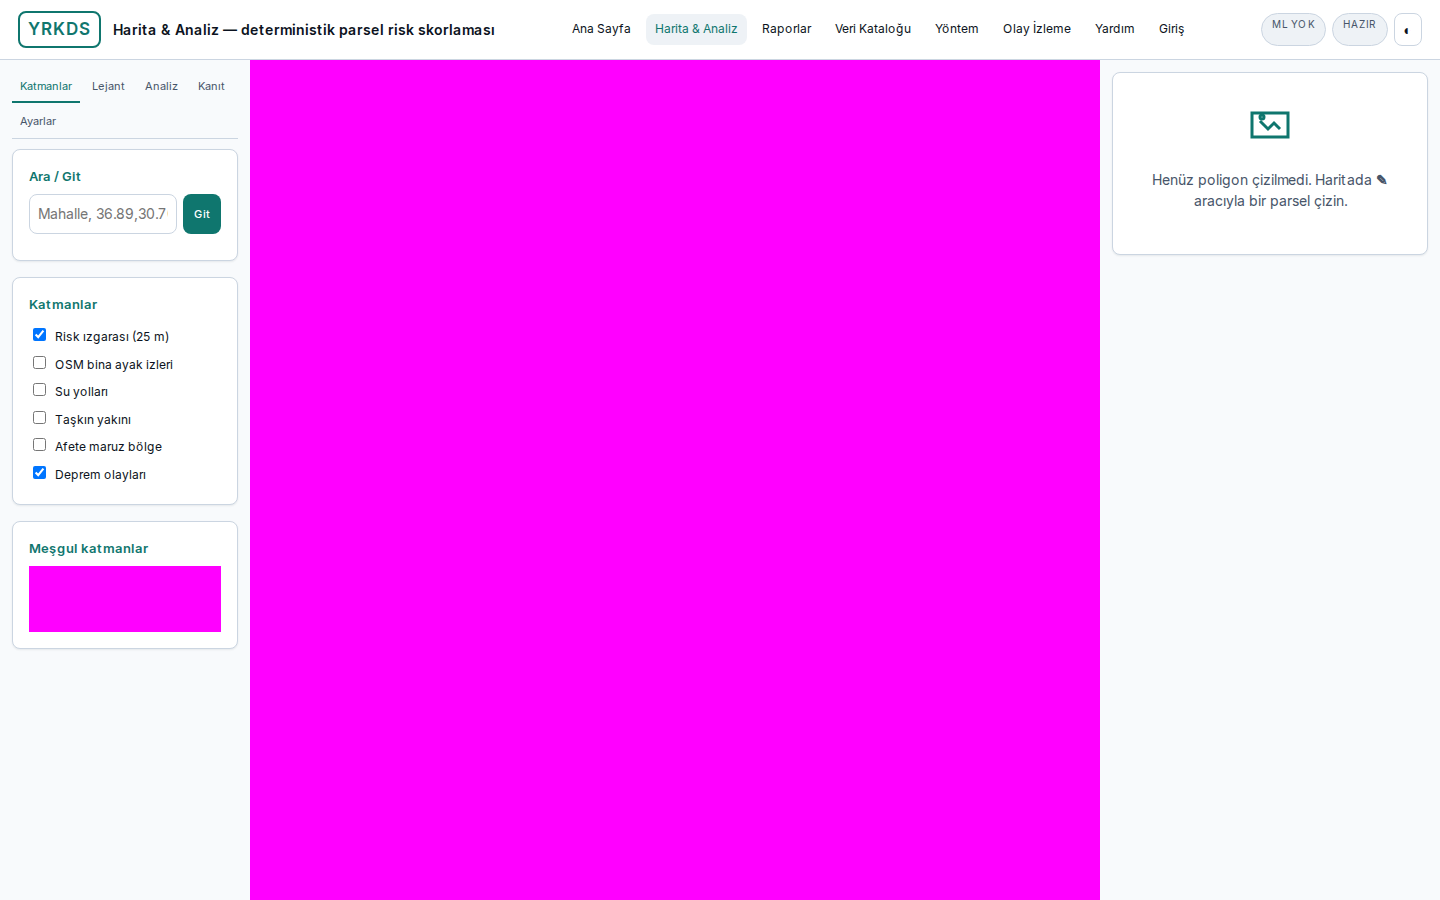 YRKDS
Harita & Analiz — deterministik parsel risk skorlaması
Ana Sayfa
Harita & Analiz
Raporlar
Veri Kataloğu
Yöntem
Olay İzleme
Yardım
Giriş
ML YOK
HAZIR
Katmanlar
Lejant
Analiz
Kanıt
Ayarlar
Ara / Git
Mahalle, 36.89,30.7
Git
Katmanlar
Risk ızgarası (25 m)
OSM bina ayak izleri
Su yolları
Taşkın yakını
Afete maruz bölge
Deprem olayları
Meşgul katmanlar
Henüz poligon çizilmedi. Haritada ✎
aracıyla bir parsel çizin.